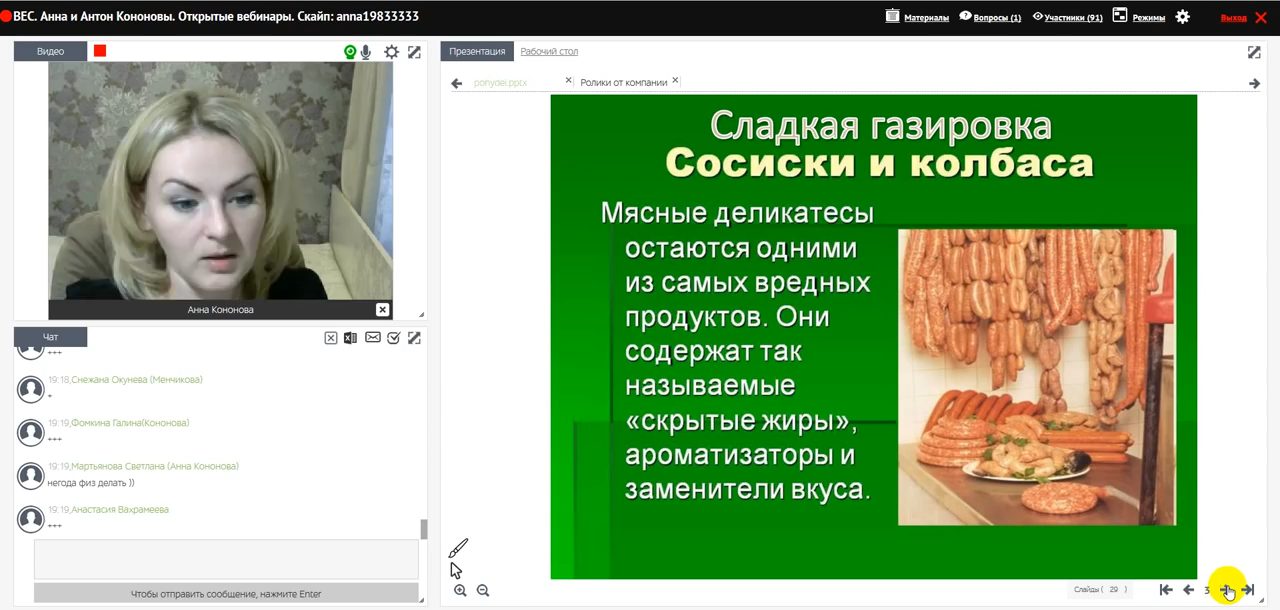 ВЕС. Анна и Антон Кононовы. Открытые вебинары. Скайп: anna19833333
Материалы
Вопросы (1)
Участники (91)
Режимы
Выход
Видео
Анна Кононова
Чат
+++
19:18,Снежана Окунева (Менчикова)
+
19:19,Фомкина Галина(Кононова)
+++
19:19,Мартьянова Светлана (Анна Кононова)
негода физ делать ))
19:19,Анастасия Вахрамеева
+++
Чтобы отправить сообщение, нажмите Enter
Презентация
Рабочий стол
Ролики от компании
Сладкая газировка
Сосиски и колбаса
Мясные деликатесы
остаются одними
из самых вредных
продуктов. Они
содержат так
называемые
«скрытые жиры»,
ароматизаторы и
заменители вкуса.
Слайды ( 29 )
3